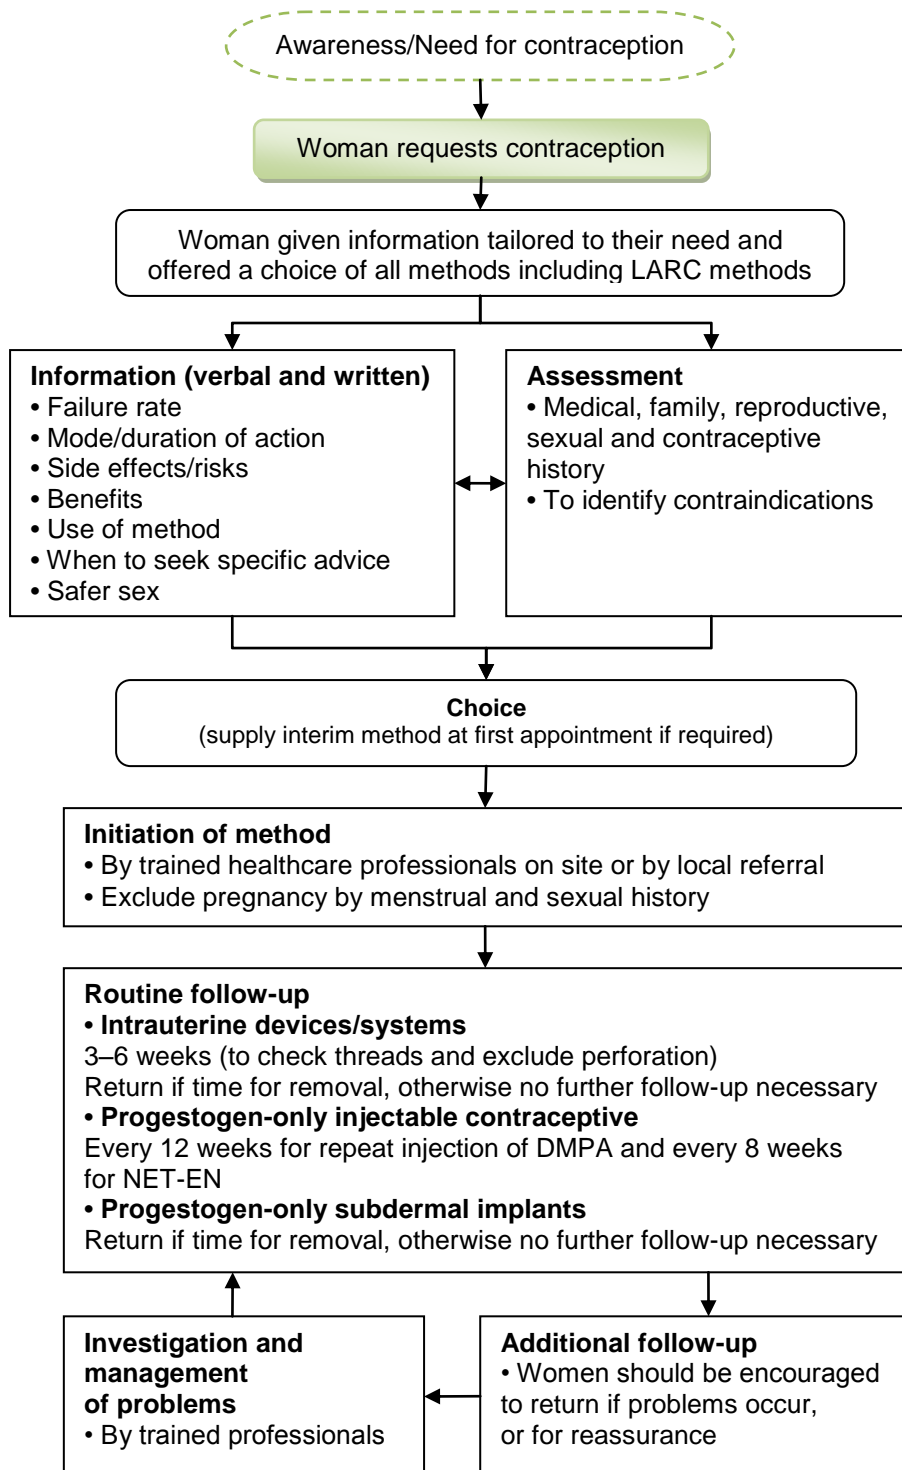 Awareness/Need for contraception
Woman requests contraception
Woman given information tailored to their need and
offered a choice of all methods including LARC methods
Information (verbal and written)
• Failure rate
• Mode/duration of action
• Side effects/risks
• Benefits
• Use of method
• When to seek specific advice
• Safer sex
Assessment
• Medical, family, reproductive,
sexual and contraceptive
history
• To identify contraindications
Choice
(supply interim method at first appointment if required)
Initiation of method
• By trained healthcare professionals on site or by local referral
• Exclude pregnancy by menstrual and sexual history
Routine follow-up
• Intrauterine devices/systems
3–6 weeks (to check threads and exclude perforation)
Return if time for removal, otherwise no further follow-up necessary
• Progestogen-only injectable contraceptive
Every 12 weeks for repeat injection of DMPA and every 8 weeks
for NET-EN
• Progestogen-only subdermal implants
Return if time for removal, otherwise no further follow-up necessary
Investigation and
management
of problems
• By trained professionals
Additional follow-up
• Women should be encouraged
to return if problems occur,
or for reassurance